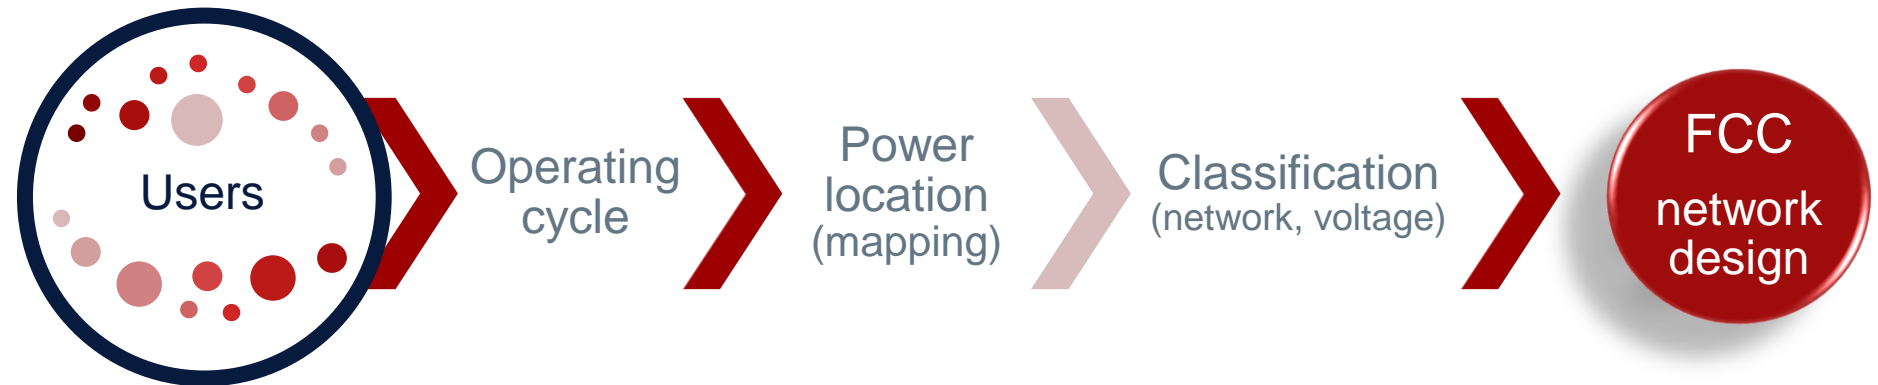 Users
Operating
cycle
Power
location
(mapping)
Classification
(network, voltage)
FCC
network
design